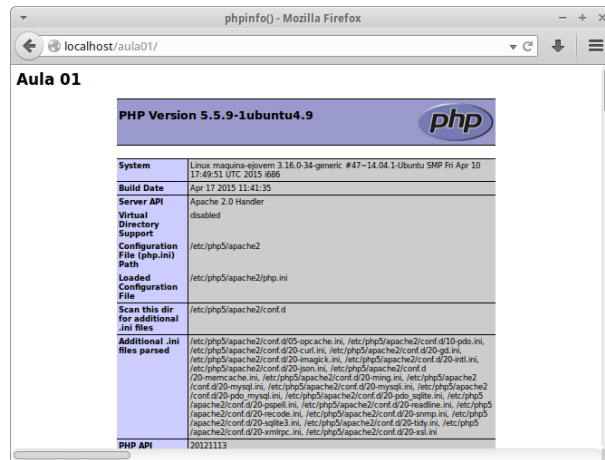 phpinfo() - Mozilla Firefox
localhost/aula01/
Aula 01
PHP Version 5.5.9-1ubuntu4.9
php
System Linux maquina-ejovem 3.16.0-34-generic #47~14.04.1-Ubuntu SMP Fri Apr 10
17:49:51 UTC 2015 i686
Build Date Apr 17 2015 11:41:35
Server API Apache 2.0 Handler
Virtual disabled
Directory
Support
Configuration /etc/php5/apache2
File (php.ini)
Path
Loaded /etc/php5/apache2/php.ini
Configuration
File
Scan this dir /etc/php5/apache2/conf.d
for additional
.ini files
Additional .ini /etc/php5/apache2/conf.d/05-opcache.ini, /etc/php5/apache2/conf.d/10-pdo.ini,
files parsed /etc/php5/apache2/conf.d/20-curl.ini, /etc/php5/apache2/conf.d/20-gd.ini,
/etc/php5/apache2/conf.d/20-imagick.ini, /etc/php5/apache2/conf.d/20-intl.ini,
/etc/php5/apache2/conf.d/20-json.ini, /etc/php5/apache2/conf.d
/20-memcache.ini, /etc/php5/apache2/conf.d/20-ming.ini, /etc/php5/apache2
/conf.d/20-mysql.ini, /etc/php5/apache2/conf.d/20-mysqli.ini, /etc/php5/apache2
/conf.d/20-pdo_mysql.ini, /etc/php5/apache2/conf.d/20-pdo_sqlite.ini, /etc/php5
/apache2/conf.d/20-pspell.ini, /etc/php5/apache2/conf.d/20-readline.ini, /etc/php5
/apache2/conf.d/20-recode.ini, /etc/php5/apache2/conf.d/20-snmp.ini, /etc/php5
/apache2/conf.d/20-sqlite3.ini, /etc/php5/apache2/conf.d/20-tidy.ini, /etc/php5
/apache2/conf.d/20-xmlrpc.ini, /etc/php5/apache2/conf.d/20-xsl.ini
PHP API 20121113